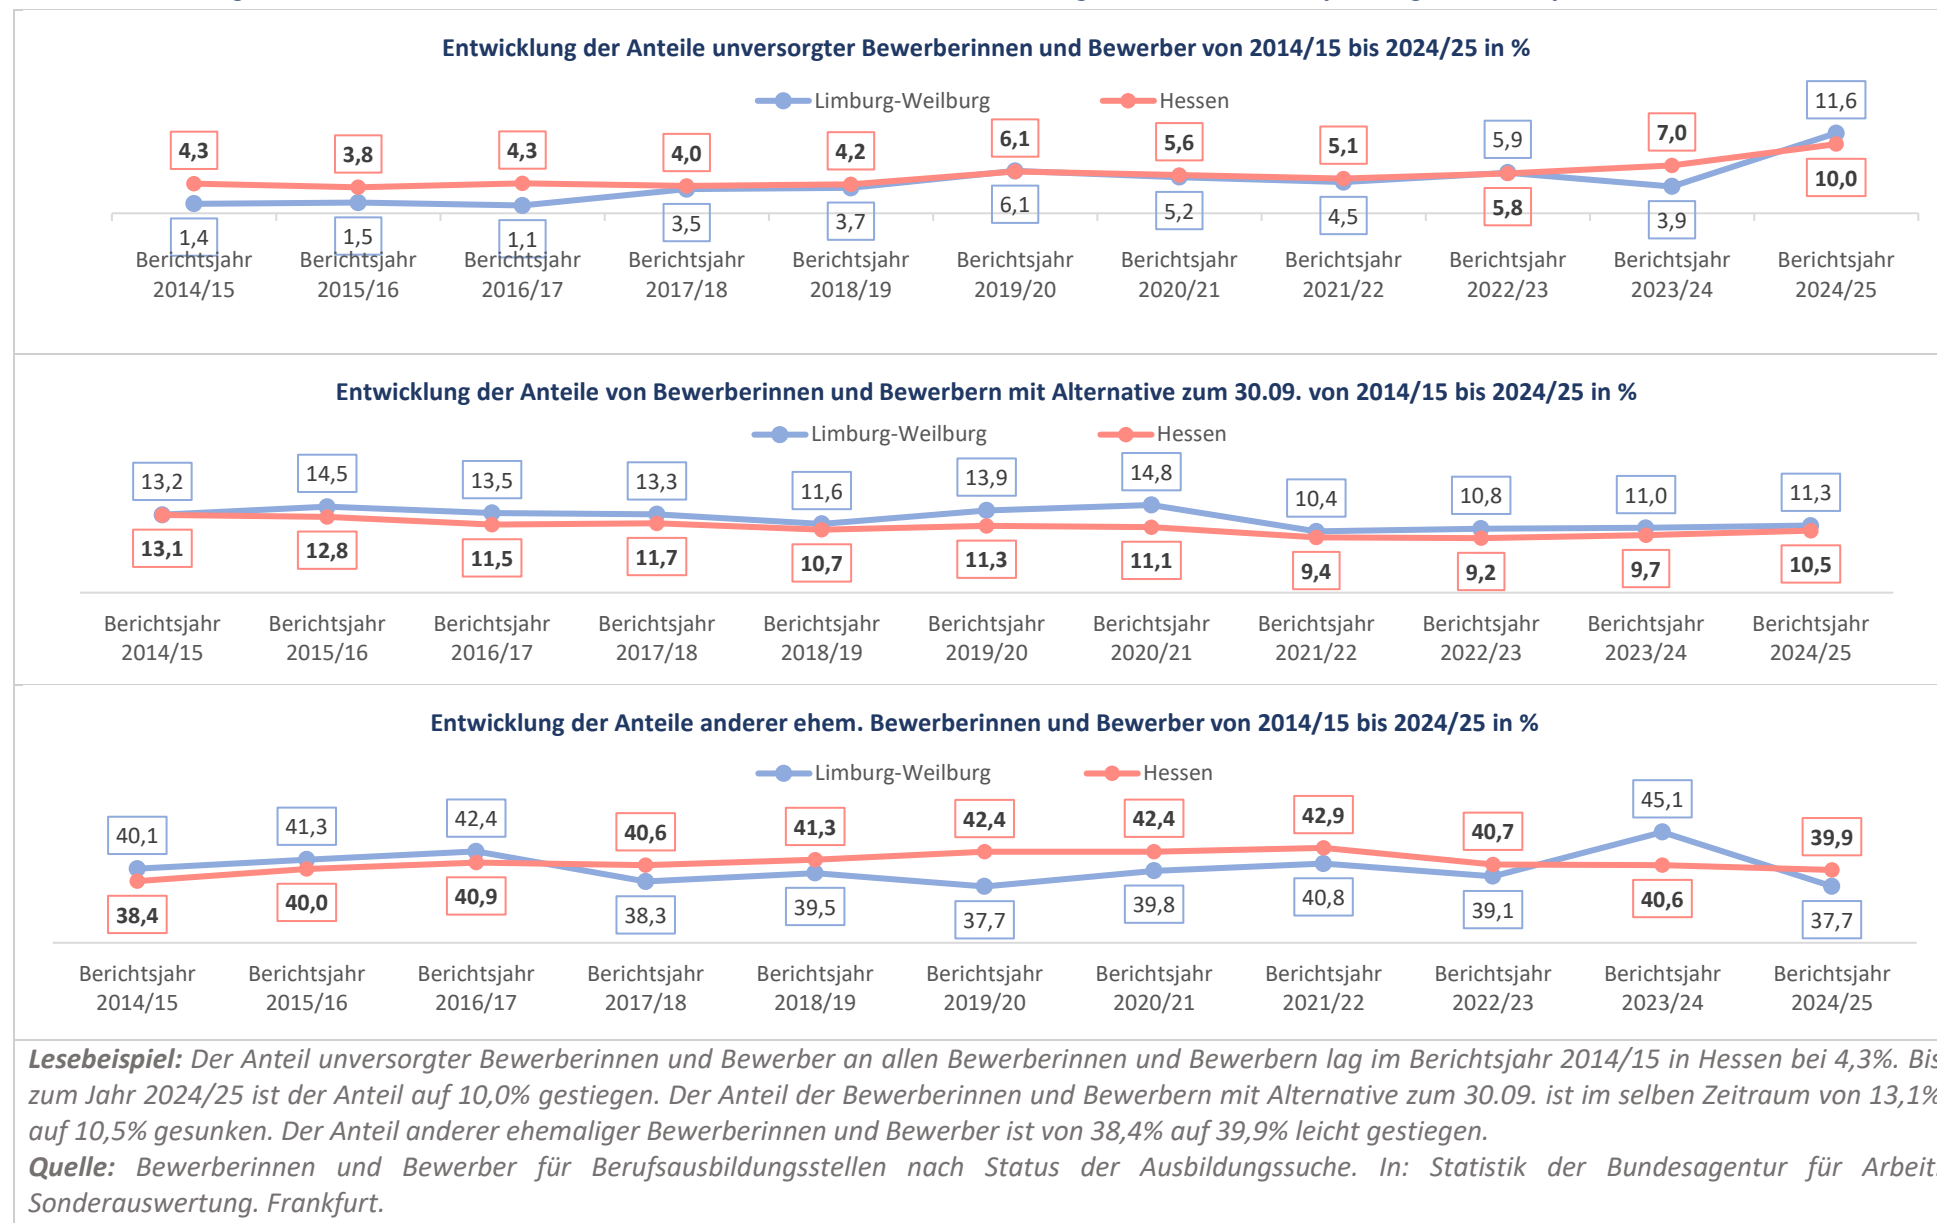 Entwicklung der Anteile unversorgter Bewerberinnen und Bewerber von 2014/15 bis 2024/25 in %
Limburg-Weilburg Hessen
4,3 3,8 4,3 4,0 4,2 6,1 5,6 5,1 5,9 7,0 11,6
1,4 1,5 1,1 3,5 3,7 6,1 5,2 4,5 5,8 3,9 10,0
Berichtsjahr Berichtsjahr Berichtsjahr Berichtsjahr Berichtsjahr Berichtsjahr Berichtsjahr Berichtsjahr Berichtsjahr Berichtsjahr Berichtsjahr
2014/15 2015/16 2016/17 2017/18 2018/19 2019/20 2020/21 2021/22 2022/23 2023/24 2024/25
Entwicklung der Anteile von Bewerberinnen und Bewerbern mit Alternative zum 30.09. von 2014/15 bis 2024/25 in %
Limburg-Weilburg Hessen
13,2 14,5 13,5 13,3 11,6 13,9 14,8 10,4 10,8 11,0 11,3
13,1 12,8 11,5 11,7 10,7 11,3 11,1 9,4 9,2 9,7 10,5
Berichtsjahr Berichtsjahr Berichtsjahr Berichtsjahr Berichtsjahr Berichtsjahr Berichtsjahr Berichtsjahr Berichtsjahr Berichtsjahr Berichtsjahr
2014/15 2015/16 2016/17 2017/18 2018/19 2019/20 2020/21 2021/22 2022/23 2023/24 2024/25
Entwicklung der Anteile anderer ehem. Bewerberinnen und Bewerber von 2014/15 bis 2024/25 in %
Limburg-Weilburg Hessen
40,1 41,3 42,4 40,6 41,3 42,4 42,4 42,9 40,7 45,1 39,9
38,4 40,0 40,9 38,3 39,5 37,7 39,8 40,8 39,1 40,6 37,7
Berichtsjahr Berichtsjahr Berichtsjahr Berichtsjahr Berichtsjahr Berichtsjahr Berichtsjahr Berichtsjahr Berichtsjahr Berichtsjahr Berichtsjahr
2014/15 2015/16 2016/17 2017/18 2018/19 2019/20 2020/21 2021/22 2022/23 2023/24 2024/25
Lesebeispiel: Der Anteil unversorgter Bewerberinnen und Bewerber an allen Bewerberinnen und Bewerbern lag im Berichtsjahr 2014/15 in Hessen bei 4,3%. Bis
zum Jahr 2024/25 ist der Anteil auf 10,0% gestiegen. Der Anteil der Bewerberinnen und Bewerbern mit Alternative zum 30.09. ist im selben Zeitraum von 13,1%
auf 10,5% gesunken. Der Anteil anderer ehemaliger Bewerberinnen und Bewerber ist von 38,4% auf 39,9% leicht gestiegen.
Quelle: Bewerberinnen und Bewerber für Berufsausbildungsstellen nach Status der Ausbildungssuche. In: Statistik der Bundesagentur für Arbeit.
Sonderauswertung. Frankfurt.